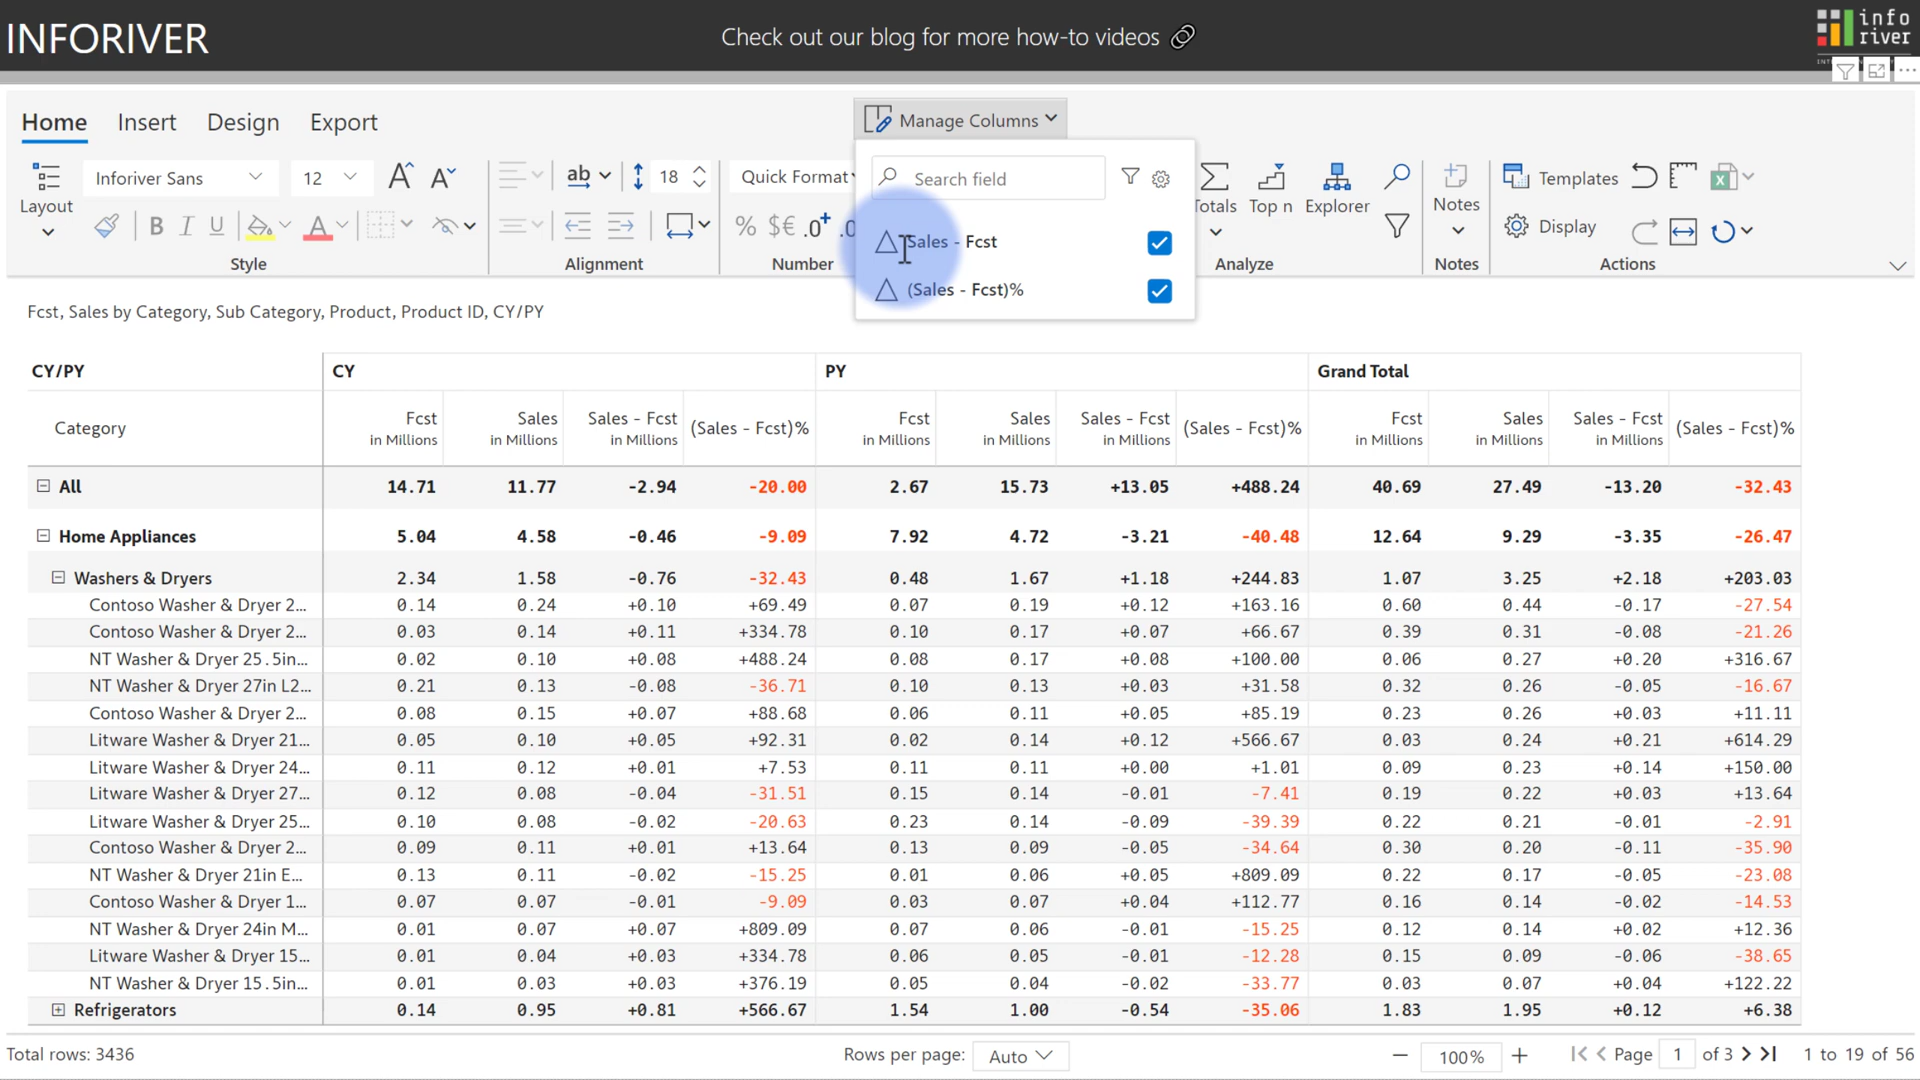 INFORIVER
Check out our blog for more how-to videos
info
river
Home Insert Design Export
Manage Columns
Layout
Inforiver Sans 12
ab 18 Quick Format
B I U A % $€ .0 .0
Style Alignment Number
Search field
Sales - Fcst
(Sales - Fcst)%
Totals Top n Explorer
Analyze
Notes
Notes
Templates
Display
Actions
Fcst, Sales by Category, Sub Category, Product, Product ID, CY/PY
CY/PY CY PY Grand Total
Category Fcst in Millions Sales in Millions Sales - Fcst in Millions (Sales - Fcst)% Fcst in Millions Sales in Millions Sales - Fcst in Millions (Sales - Fcst)% Fcst in Millions Sales in Millions Sales - Fcst in Millions (Sales - Fcst)%
All 14.71 11.77 -2.94 -20.00 2.67 15.73 +13.05 +488.24 40.69 27.49 -13.20 -32.43
Home Appliances 5.04 4.58 -0.46 -9.09 7.92 4.72 -3.21 -40.48 12.64 9.29 -3.35 -26.47
Washers & Dryers 2.34 1.58 -0.76 -32.43 0.48 1.67 +1.18 +244.83 1.07 3.25 +2.18 +203.03
Contoso Washer & Dryer 2... 0.14 0.24 +0.10 +69.49 0.07 0.19 +0.12 +163.16 0.60 0.44 -0.17 -27.54
Contoso Washer & Dryer 2... 0.03 0.14 +0.11 +334.78 0.10 0.17 +0.07 +66.67 0.39 0.31 -0.08 -21.26
NT Washer & Dryer 25.5in... 0.02 0.10 +0.08 +488.24 0.08 0.17 +0.08 +100.00 0.06 0.27 +0.20 +316.67
NT Washer & Dryer 27in L2... 0.21 0.13 -0.08 -36.71 0.10 0.13 +0.03 +31.58 0.32 0.26 -0.05 -16.67
Contoso Washer & Dryer 2... 0.08 0.15 +0.07 +88.68 0.06 0.11 +0.05 +85.19 0.23 0.26 +0.03 +11.11
Litware Washer & Dryer 21... 0.05 0.10 +0.05 +92.31 0.02 0.14 +0.12 +566.67 0.03 0.24 +0.21 +614.29
Litware Washer & Dryer 24... 0.11 0.12 +0.01 +7.53 0.11 0.11 +0.00 +1.01 0.09 0.23 +0.14 +150.00
Litware Washer & Dryer 27... 0.12 0.08 -0.04 -31.51 0.15 0.14 -0.01 -7.41 0.19 0.22 +0.03 +13.64
Litware Washer & Dryer 25... 0.10 0.08 -0.02 -20.63 0.23 0.14 -0.09 -39.39 0.22 0.21 -0.01 -2.91
Contoso Washer & Dryer 2... 0.09 0.11 +0.01 +13.64 0.13 0.09 -0.05 -34.64 0.30 0.20 -0.11 -35.90
NT Washer & Dryer 21in E... 0.13 0.11 -0.02 -15.25 0.01 0.06 +0.05 +809.09 0.22 0.17 -0.05 -23.08
Contoso Washer & Dryer 1... 0.07 0.07 -0.01 -9.09 0.03 0.07 +0.04 +112.77 0.16 0.14 -0.02 -14.53
NT Washer & Dryer 24in M... 0.01 0.07 +0.07 +809.09 0.07 0.06 -0.01 -15.25 0.12 0.14 +0.02 +12.36
Litware Washer & Dryer 15... 0.01 0.04 +0.03 +334.78 0.06 0.05 -0.01 -12.28 0.15 0.09 -0.06 -38.65
NT Washer & Dryer 15.5in... 0.01 0.03 +0.03 +376.19 0.05 0.04 -0.02 -33.77 0.03 0.07 +0.04 +122.22
Refrigerators 0.14 0.95 +0.81 +566.67 1.54 1.00 -0.54 -35.06 1.83 1.95 +0.12 +6.38
Total rows: 3436 Rows per page: Auto 100% Page 1 of 3 1 to 19 of 56